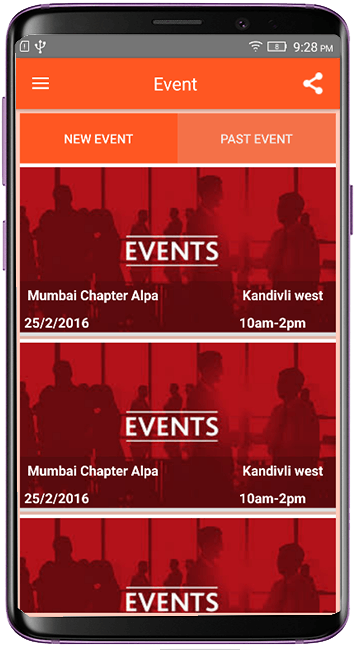 9:28 PM
Event
NEW EVENT PAST EVENT
EVENTS
Mumbai Chapter Alpa Kandivli west
25/2/2016 10am-2pm
EVENTS
Mumbai Chapter Alpa Kandivli west
25/2/2016 10am-2pm
EVENTS